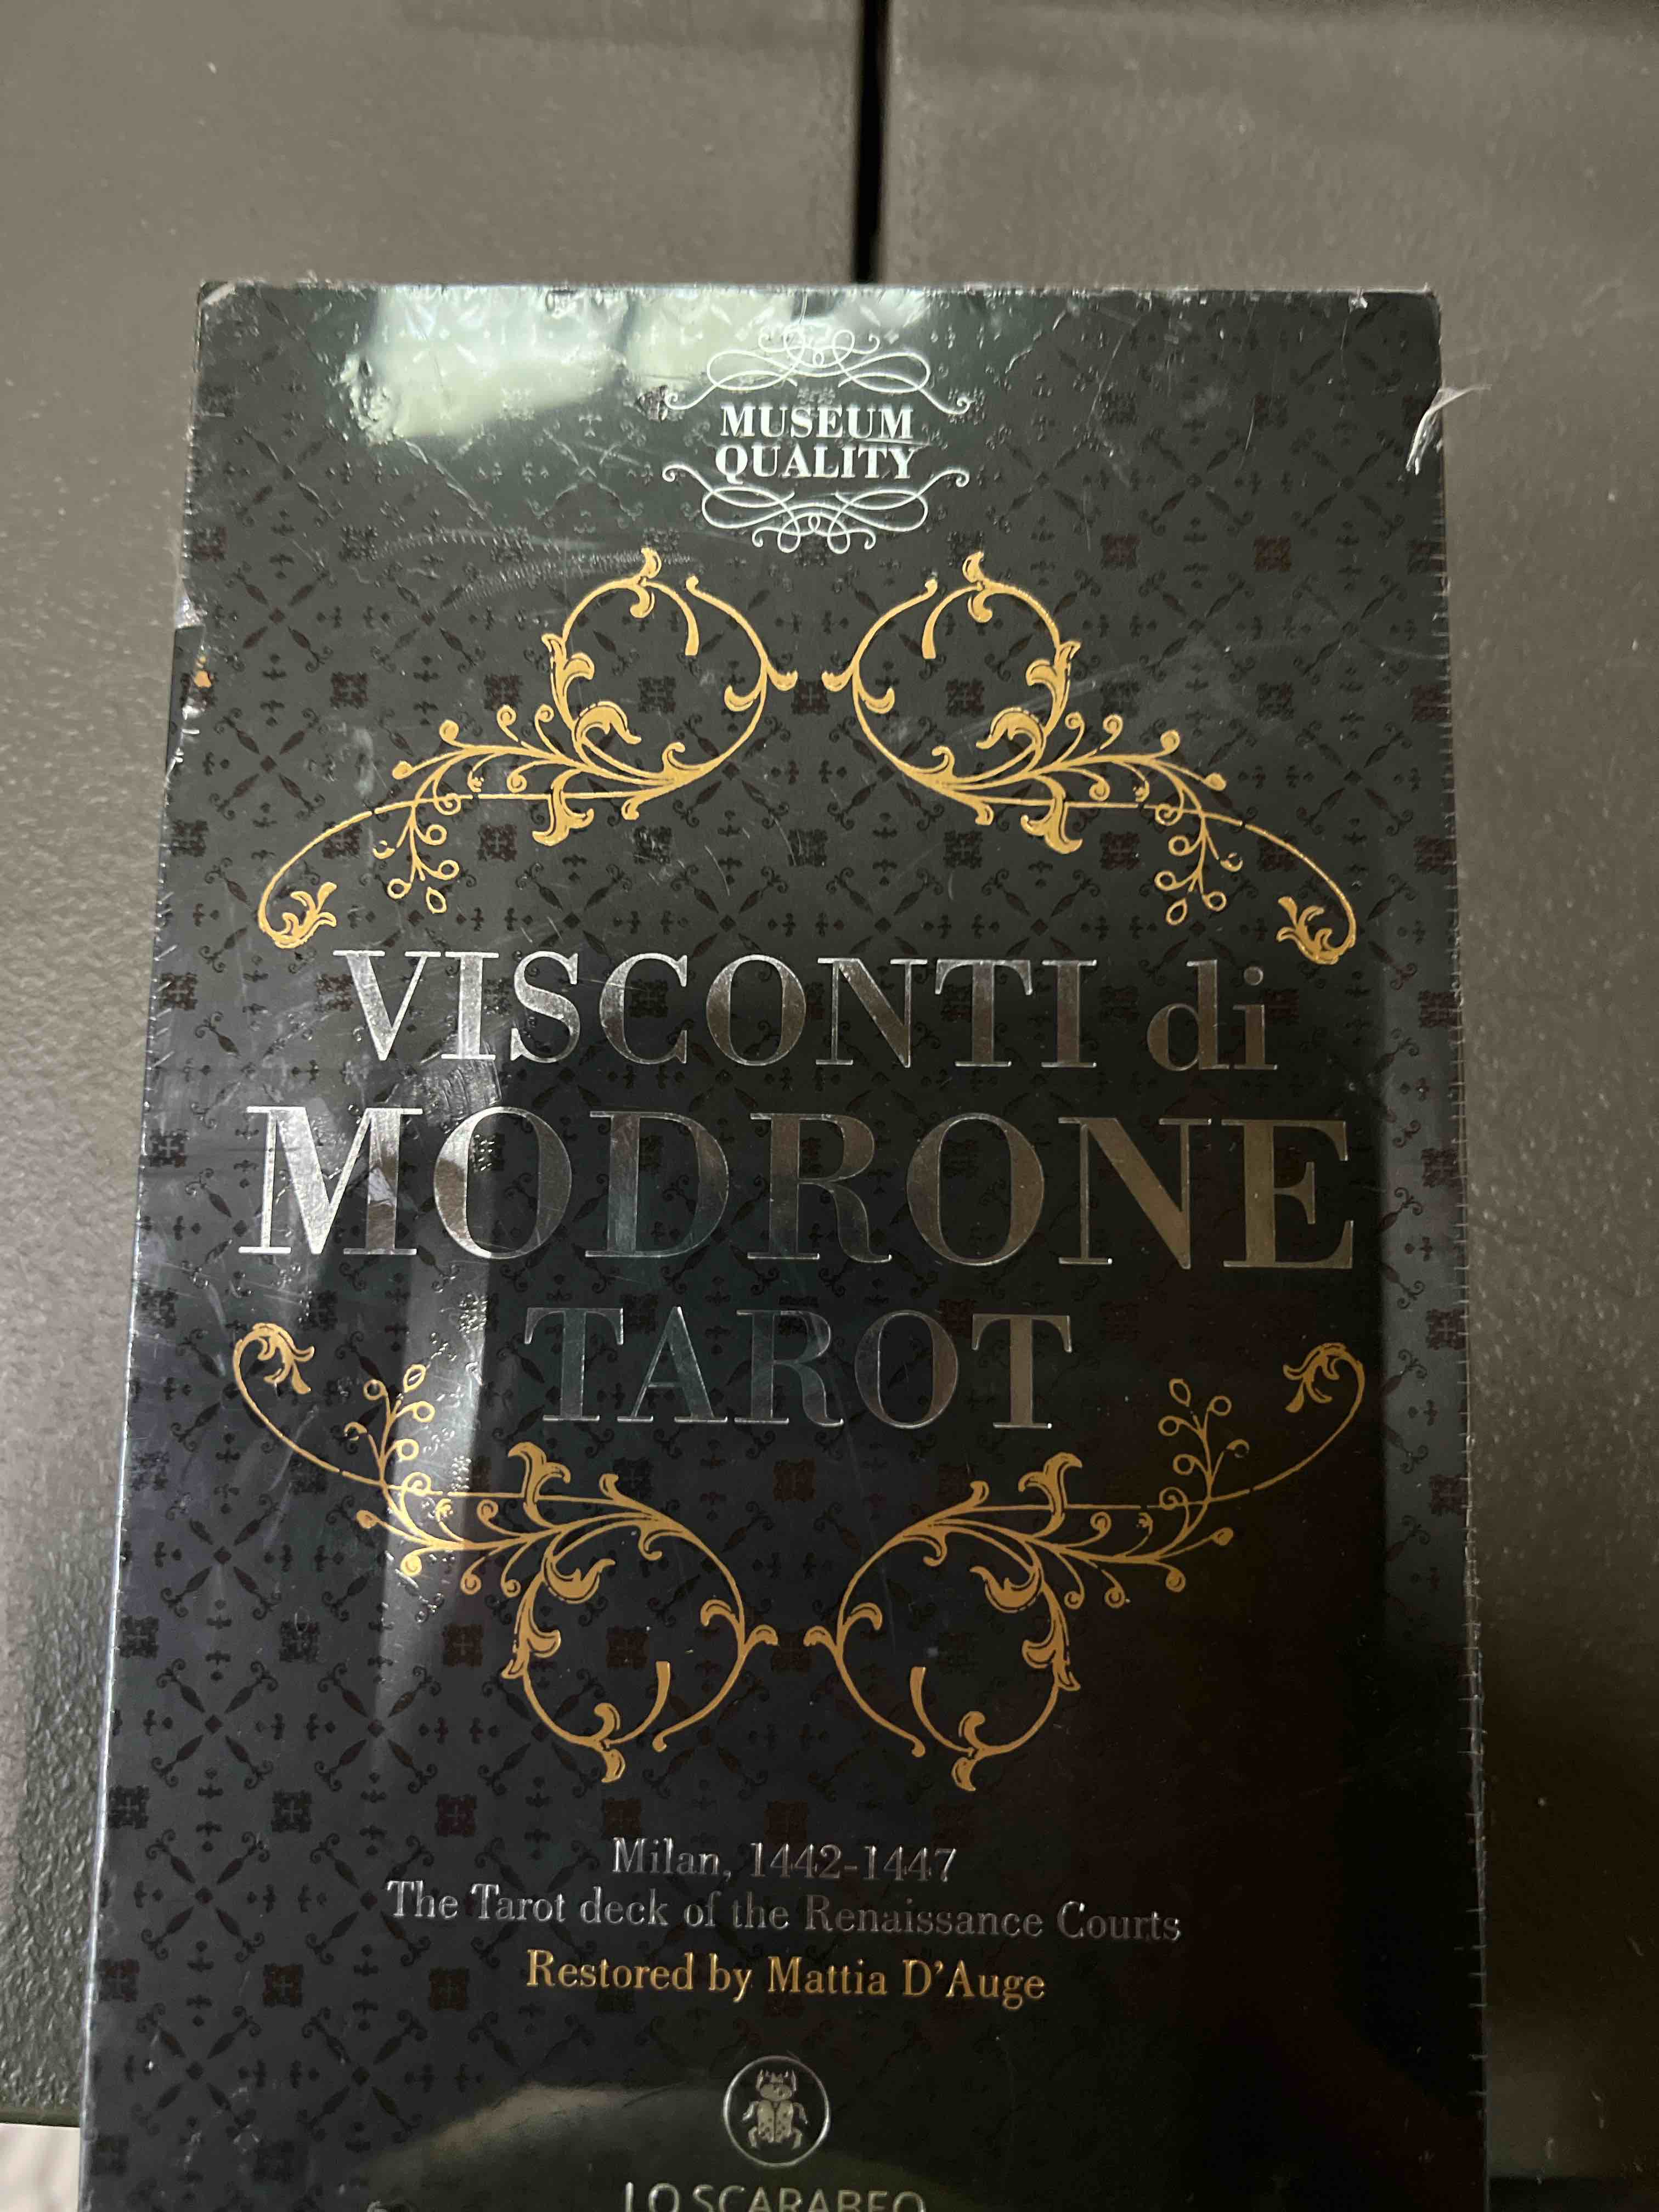 MUSEUM
QUALITY
VISCONTI di
MODRONE
TAROT
Milan, 1442-1447
The Tarot deck of the Renaissance Courts
Restored by Mattia D'Auge
LO SCARABEO